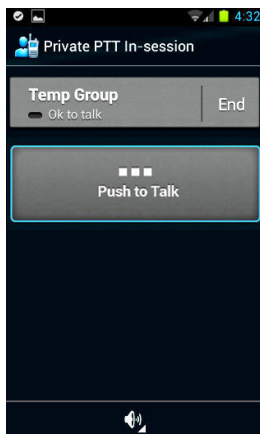 4:32
Private PTT In-session
Temp Group
End
Ok to talk
Push to Talk